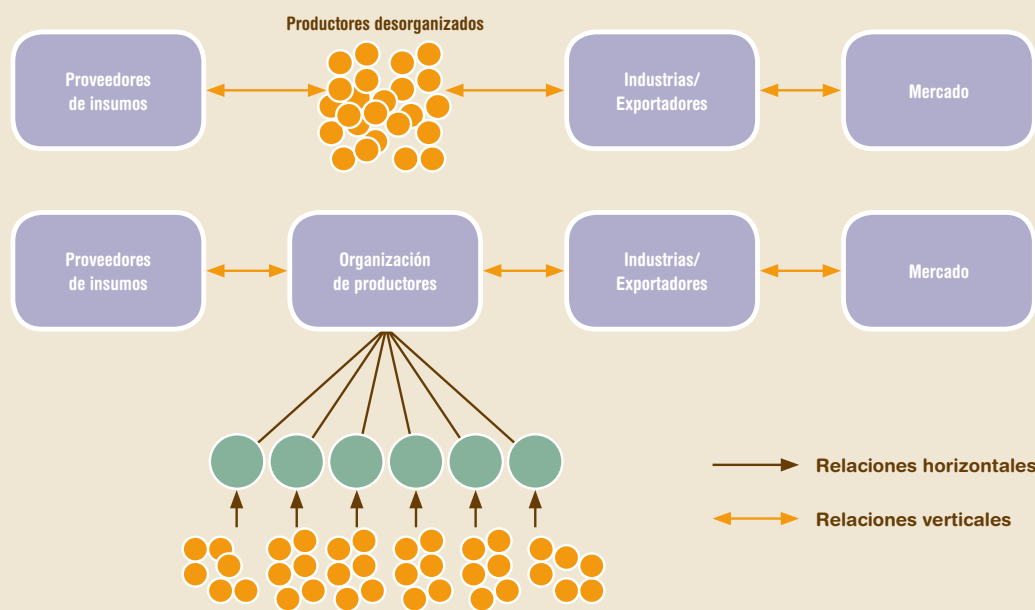 Productores desorganizados
Proveedores
de insumos
Industrias/
Exportadores
Mercado
Proveedores
de insumos
Organización
de productores
Industrias/
Exportadores
Mercado
Relaciones horizontales
Relaciones verticales